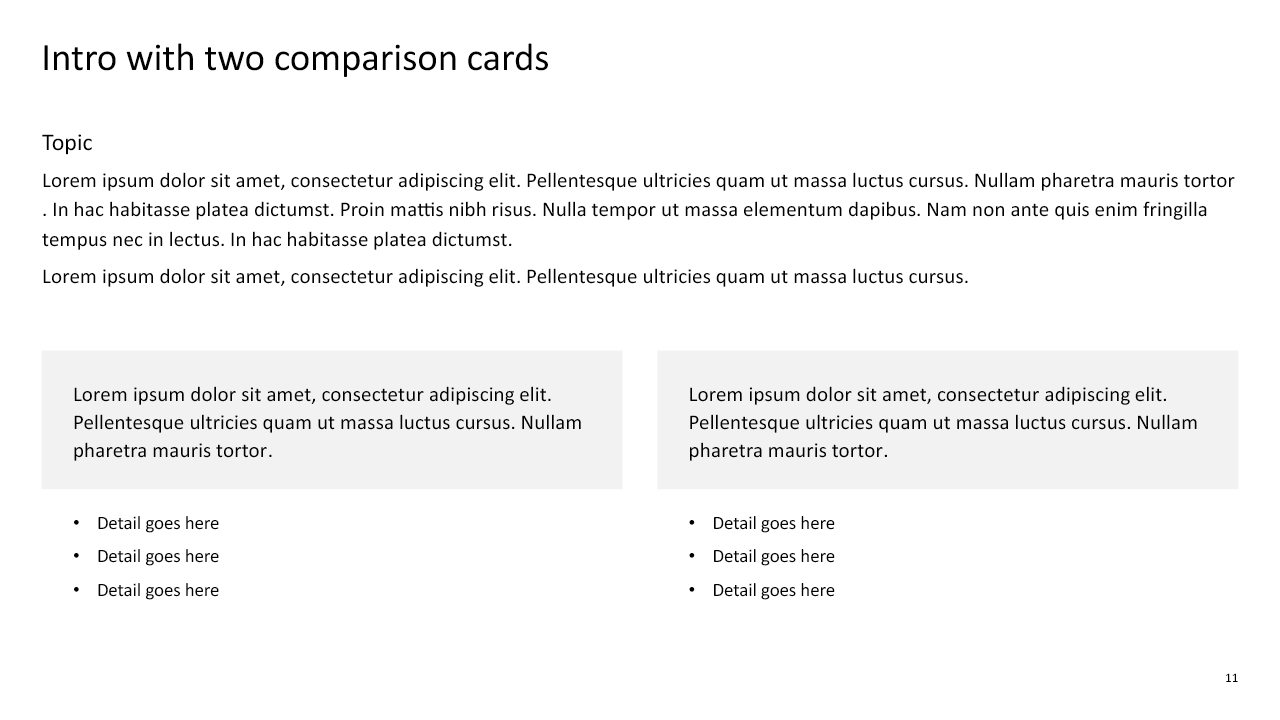 Intro with two comparison cards
Topic
Lorem ipsum dolor sit amet, consectetur adipiscing elit. Pellentesque ultricies quam ut massa luctus cursus. Nullam pharetra mauris tortor
. In hac habitasse platea dictumst. Proin mattis nibh risus. Nulla tempor ut massa elementum dapibus. Nam non ante quis enim fringilla
tempus nec in lectus. In hac habitasse platea dictumst.
Lorem ipsum dolor sit amet, consectetur adipiscing elit. Pellentesque ultricies quam ut massa luctus cursus.
Lorem ipsum dolor sit amet, consectetur adipiscing elit.
Pellentesque ultricies quam ut massa luctus cursus. Nullam
pharetra mauris tortor.
• Detail goes here
• Detail goes here
• Detail goes here
Lorem ipsum dolor sit amet, consectetur adipiscing elit.
Pellentesque ultricies quam ut massa luctus cursus. Nullam
pharetra mauris tortor.
• Detail goes here
• Detail goes here
• Detail goes here
11